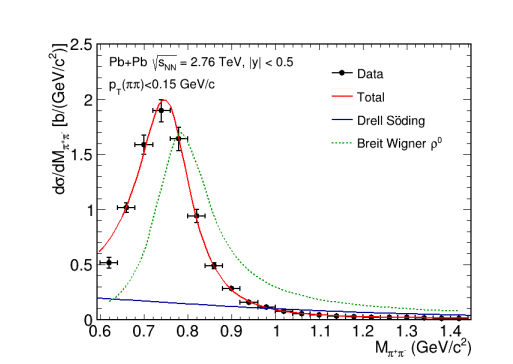 Pb+Pb √s_NN = 2.76 TeV, |y| < 0.5
p_T(ππ)<0.15 GeV/c
Data
Total
Drell Söding
Breit Wigner ρ⁰
dσ/dM_π⁺π⁻ [b/(GeV/c²)]
2.5
2
1.5
1
0.5
0
0.6 0.7 0.8 0.9 1 1.1 1.2 1.3 1.4
M_π⁺π⁻ (GeV/c²)